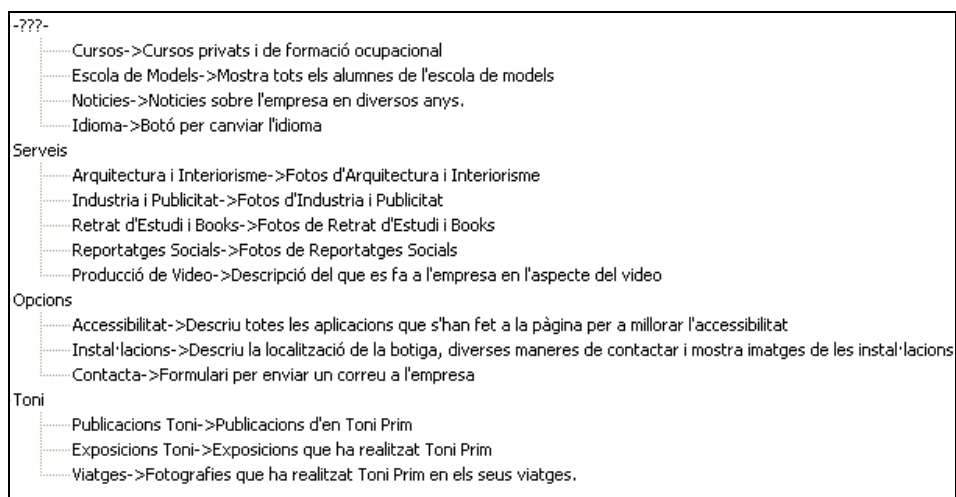 -???-
Cursos->Cursos privats i de formació ocupacional
Escola de Models->Mostra tots els alumnes de l'escola de models
Noticies->Noticies sobre l'empresa en diversos anys.
Idioma->Botó per canviar l'idioma
Serveis
Arquitectura i Interiorisme->Fotos d'Arquitectura i Interiorisme
Industria i Publicitat->Fotos d'Industria i Publicitat
Retrat d'Estudi i Books->Fotos de Retrat d'Estudi i Books
Reportatges Socials->Fotos de Reportatges Socials
Producció de Video->Descripció del que es fa a l'empresa en l'aspecte del video
Opcions
Accessibilitat->Descriu totes les aplicacions que s'han fet a la pàgina per a millorar l'accessibilitat
Instal·lacions->Descriu la localització de la botiga, diverses maneres de contactar i mostra imatges de les instal·lacions
Contacta->Formulari per enviar un correu a l'empresa
Toni
Publicacions Toni->Publicacions d'en Toni Prim
Exposicions Toni->Exposicions que ha realitzat Toni Prim
Viatges->Fotografies que ha realitzat Toni Prim en els seus viatges.